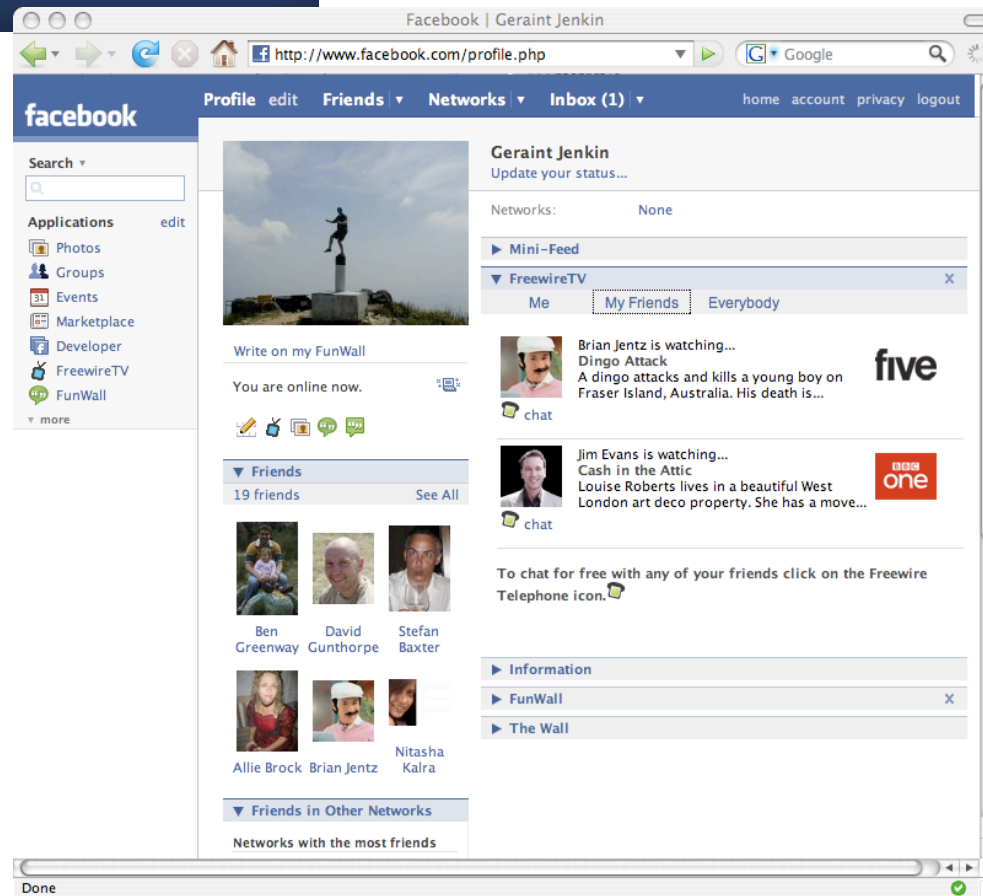 Facebook | Geraint Jenkin
http://www.facebook.com/profile.php
G Google
facebook
Profile edit Friends Networks Inbox (1) home account privacy logout
Search
Applications edit
Photos
Groups
31 Events
Marketplace
Developer
FreewireTV
FunWall
more
Write on my FunWall
You are online now.
Friends
19 friends See All
Ben Greenway
David Gunthorpe
Stefan Baxter
Allie Brock
Brian Jentz
Nitasha Kalra
Friends in Other Networks
Networks with the most friends
Geraint Jenkin
Update your status...
Networks: None
Mini-Feed
FreewireTV X
Me My Friends Everybody
Brian Jentz is watching...
Dingo Attack
A dingo attacks and kills a young boy on
Fraser Island, Australia. His death is...
chat
five
Jim Evans is watching...
Cash in the Attic
Louise Roberts lives in a beautiful West
London art deco property. She has a move...
chat
BBC
one
To chat for free with any of your friends click on the Freewire
Telephone icon.
Information
FunWall X
The Wall
Done